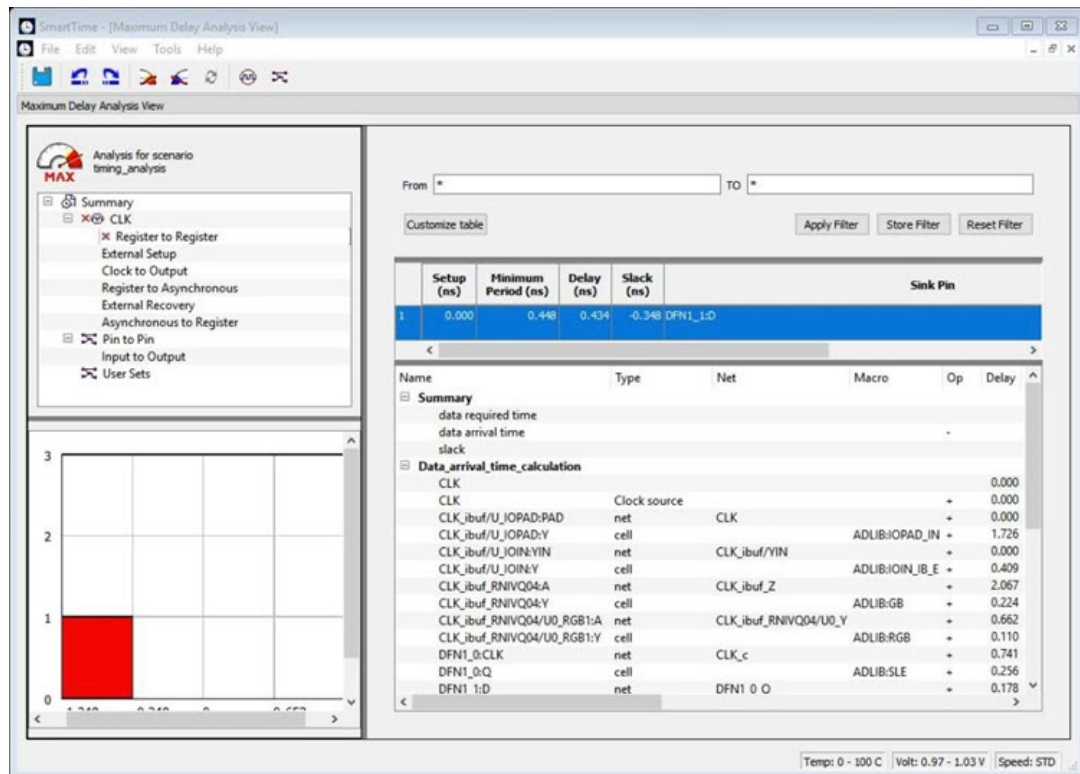 SmartTime - [Maximum Delay Analysis View]
File Edit View Tools Help
Maximum Delay Analysis View
MAX
Analysis for scenario
timing_analysis
Summary
CLK
Register to Register
External Setup
Clock to Output
Register to Asynchronous
External Recovery
Asynchronous to Register
Pin to Pin
Input to Output
User Sets
From * TO *
Customize table Apply Filter Store Filter Reset Filter
Setup (ns) Minimum Period (ns) Delay (ns) Slack (ns) Sink Pin
1 0.000 0.448 0.434 -0.348 DFN1_1:D
Name Type Net Macro Op Delay
Summary
data required time
data arrival time -
slack
Data_arrival_time_calculation
CLK 0.000
CLK Clock source + 0.000
CLK_ibuf/U_IOPAD:PAD net CLK + 0.000
CLK_ibuf/U_IOPAD:Y cell ADLIB:IOPAD_IN + 1.726
CLK_ibuf/U_IOIN:YIN net CLK_ibuf/YIN + 0.000
CLK_ibuf/U_IOIN:Y cell ADLIB:IOIN_IB_E + 0.409
CLK_ibuf_RNIVQ04:A net CLK_ibuf_Z + 2.067
CLK_ibuf_RNIVQ04:Y cell ADLIB:GB + 0.224
CLK_ibuf_RNIVQ04/U0_RGB1:A net CLK_ibuf_RNIVQ04/U0_Y + 0.662
CLK_ibuf_RNIVQ04/U0_RGB1:Y cell ADLIB:RGB + 0.110
DFN1_0:CLK net CLK_c + 0.741
DFN1_0:Q cell ADLIB:SLE + 0.256
DFN1_1:D net DFN1_0_Q + 0.178
3
2
1
0
Temp: 0 - 100 C Volt: 0.97 - 1.03 V Speed: STD